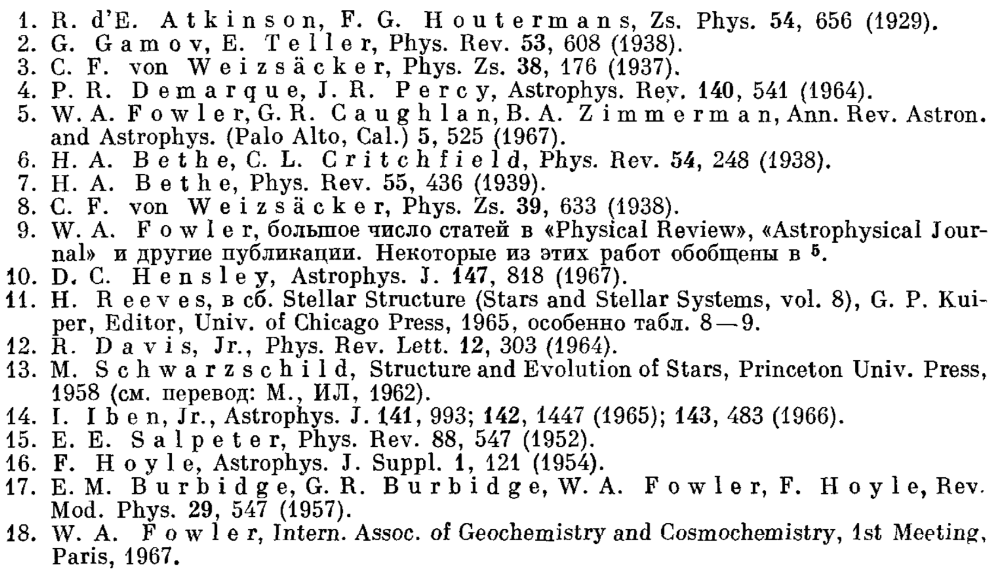 1. R. d'E. Atkinson, F. G. Houtermans, Zs. Phys. 54, 656 (1929).
2. G. Gamov, E. Teller, Phys. Rev. 53, 608 (1938).
3. C. F. von Weizsäcker, Phys. Zs. 38, 176 (1937).
4. P. R. Demarque, J. R. Percy, Astrophys. Rev. 140, 541 (1964).
5. W. A. Fowler, G. R. Caughlan, B. A. Zimmerman, Ann. Rev. Astron.
and Astrophys. (Palo Alto, Cal.) 5, 525 (1967).
6. H. A. Bethe, C. L. Critchfield, Phys. Rev. 54, 248 (1938).
7. H. A. Bethe, Phys. Rev. 55, 436 (1939).
8. C. F. von Weizsäcker, Phys. Zs. 39, 633 (1938).
9. W. A. Fowler, большое число статей в «Physical Review», «Astrophysical Jour-
nal» и другие публикации. Некоторые из этих работ обобщены в ⁵.
10. D. C. Hensley, Astrophys. J. 147, 818 (1967).
11. H. Reeves, в сб. Stellar Structure (Stars and Stellar Systems, vol. 8), G. P. Kui-
per, Editor, Univ. of Chicago Press, 1965, особенно табл. 8—9.
12. R. Davis, Jr., Phys. Rev. Lett. 12, 303 (1964).
13. M. Schwarzschild, Structure and Evolution of Stars, Princeton Univ. Press,
1958 (см. перевод: М., ИЛ, 1962).
14. I. Iben, Jr., Astrophys. J. 141, 993; 142, 1447 (1965); 143, 483 (1966).
15. E. E. Salpeter, Phys. Rev. 88, 547 (1952).
16. F. Hoyle, Astrophys. J. Suppl. 1, 121 (1954).
17. E. M. Burbidge, G. R. Burbidge, W. A. Fowler, F. Hoyle, Rev.
Mod. Phys. 29, 547 (1957).
18. W. A. Fowler, Intern. Assoc. of Geochemistry and Cosmochemistry, 1st Meeting,
Paris, 1967.